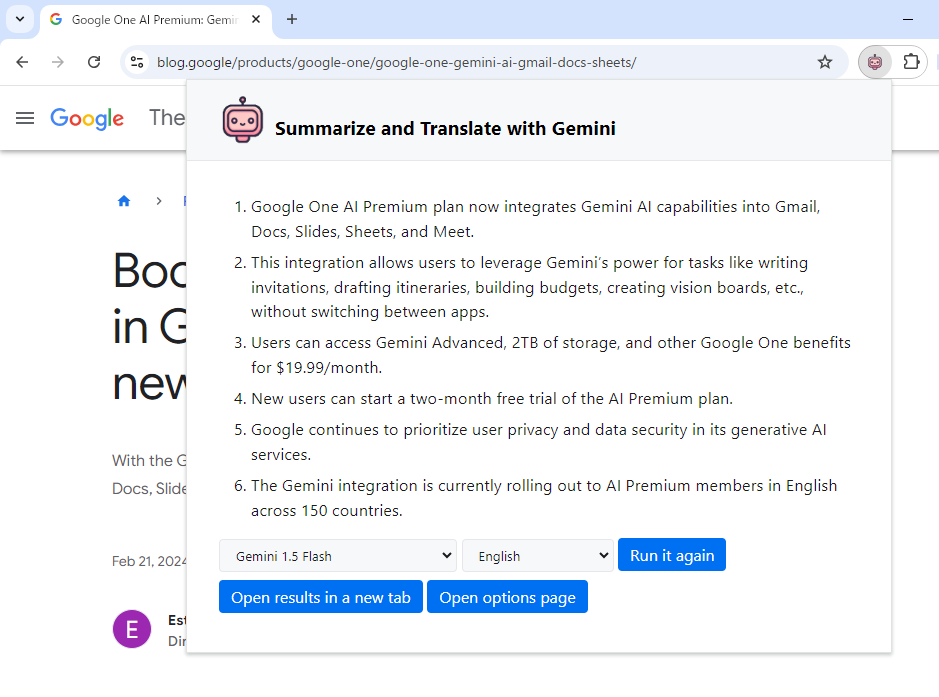 Google One AI Premium: Gemin
blog.google/products/google-one/google-one-gemini-ai-gmail-docs-sheets/
Google The
Summarize and Translate with Gemini
1. Google One AI Premium plan now integrates Gemini AI capabilities into Gmail,
Docs, Slides, Sheets, and Meet.
2. This integration allows users to leverage Gemini's power for tasks like writing
invitations, drafting itineraries, building budgets, creating vision boards, etc.,
without switching between apps.
3. Users can access Gemini Advanced, 2TB of storage, and other Google One benefits
for $19.99/month.
4. New users can start a two-month free trial of the AI Premium plan.
5. Google continues to prioritize user privacy and data security in its generative AI
services.
6. The Gemini integration is currently rolling out to AI Premium members in English
across 150 countries.
Gemini 1.5 Flash English Run it again
Open results in a new tab Open options page
in G
new
With the G
Docs, Slide
Feb 21, 2024
E
Est
Dir